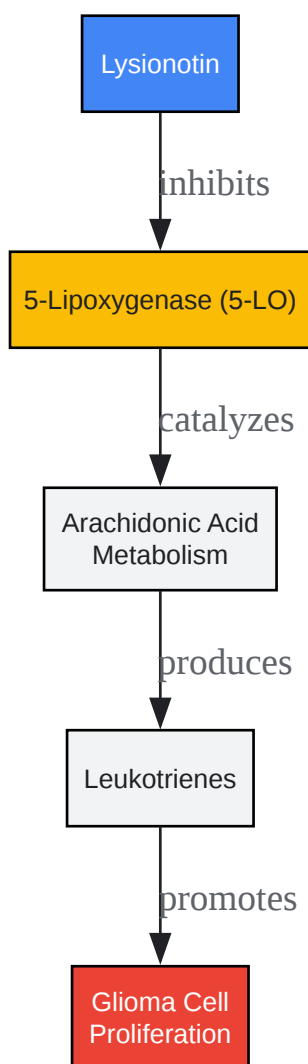 Lysionotin
inhibits
5-Lipoxygenase (5-LO)
catalyzes
Arachidonic Acid
Metabolism
produces
Leukotrienes
promotes
Glioma Cell
Proliferation